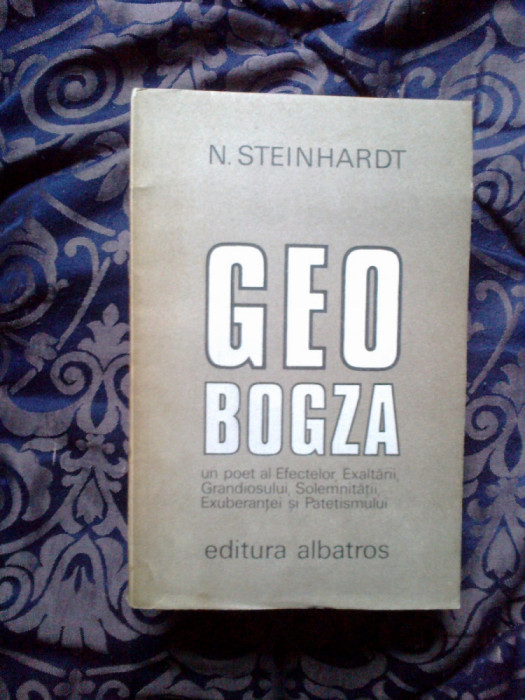 N. STEINHARDT
GEO
BOGZA
un poet al Efectelor, Exaltării,
Grandiosului, Solemnității,
Exuberanței și Patetismului
editura albatros